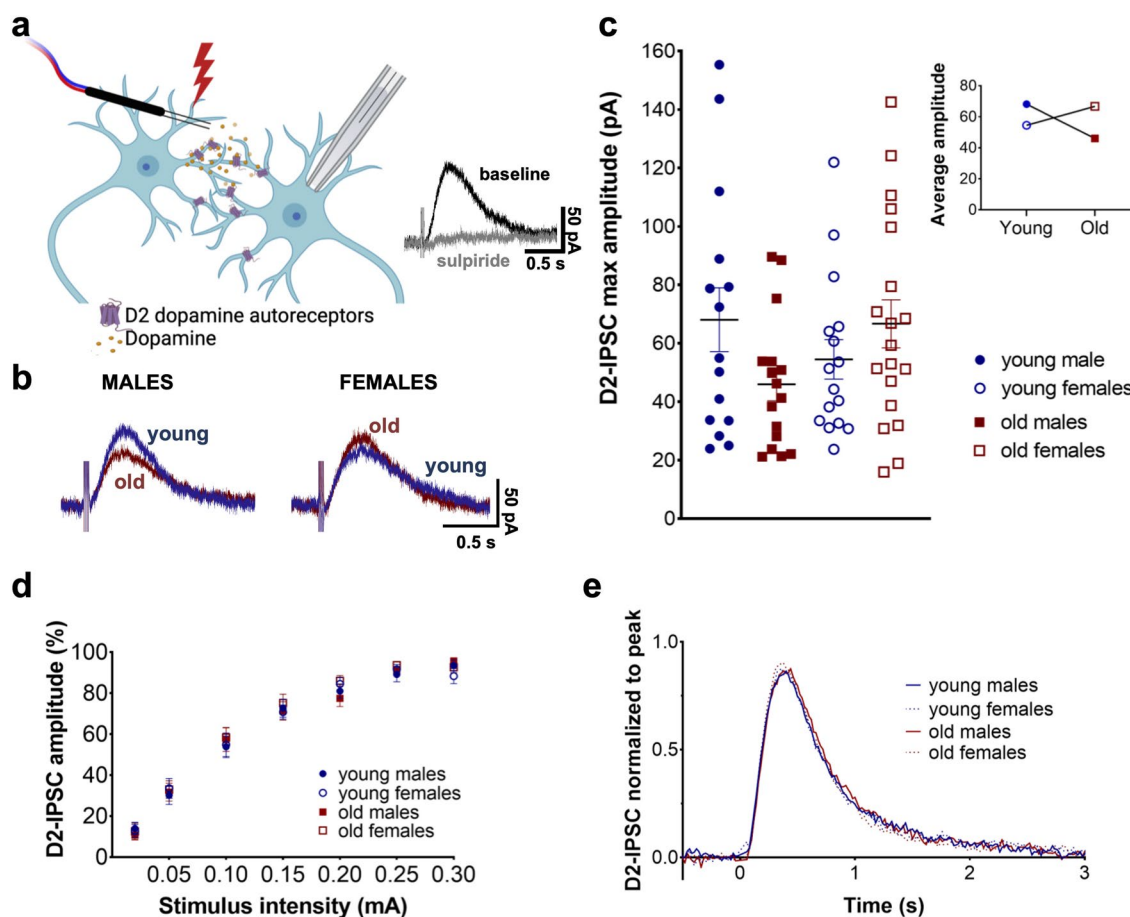 a
baseline
sulpiride
50 pA
0.5 s
D2 dopamine autoreceptors
Dopamine
b
MALES
FEMALES
young
old
old
young
50 pA
0.5 s
c
D2-IPSC max amplitude (pA)
160
140
120
100
80
60
40
20
0
Average amplitude
80
60
40
20
0
Young Old
young male
young females
old males
old females
d
D2-IPSC amplitude (%)
100
80
60
40
20
0
0.05 0.10 0.15 0.20 0.25 0.30
Stimulus intensity (mA)
young males
young females
old males
old females
e
D2-IPSC normalized to peak
1.0
0.5
0.0
0 1 2 3
Time (s)
young males
young females
old males
old females